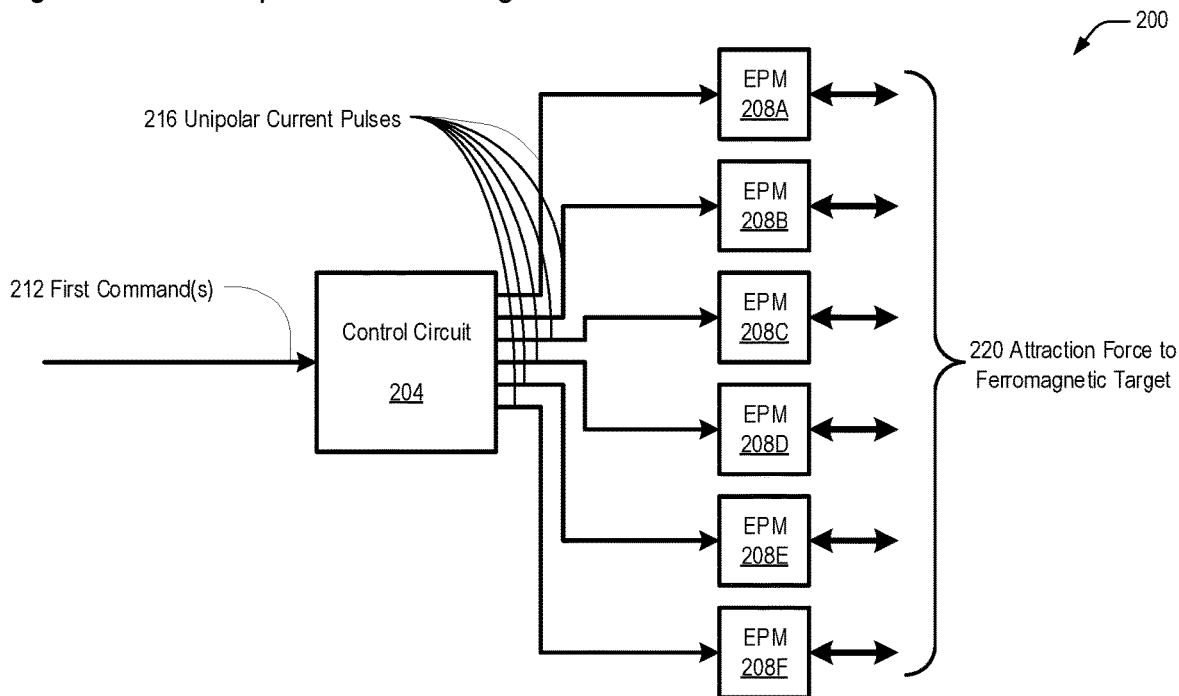 200
EPM
208A
216 Unipolar Current Pulses
EPM
208B
212 First Command(s)
EPM
208C
Control Circuit
204
220 Attraction Force to
Ferromagnetic Target
EPM
208D
EPM
208E
EPM
208F